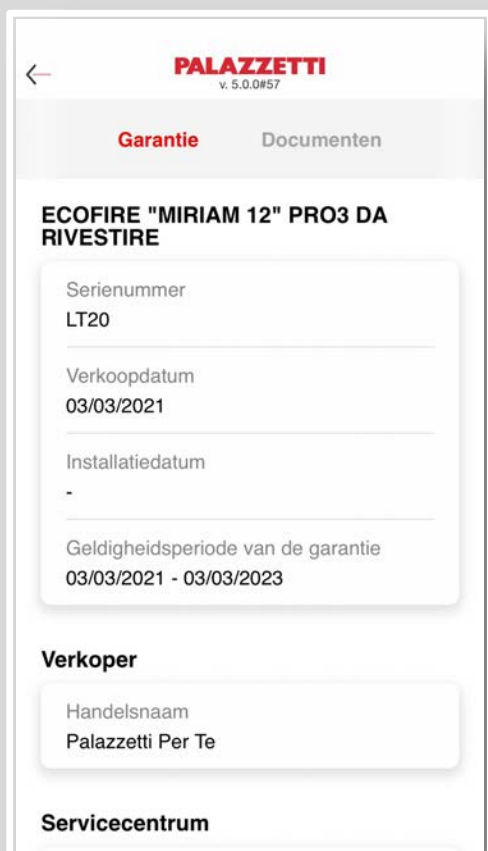 PALAZZETTI
v. 5.0.0#57
Garantie Documenten
ECOFIRE "MIRIAM 12" PRO3 DA
RIVESTIRE
Serienummer
LT20
Verkoopdatum
03/03/2021
Installatiedatum
-
Geldigheidsperiode van de garantie
03/03/2021 - 03/03/2023
Verkoper
Handelsnaam
Palazzetti Per Te
Servicecentrum